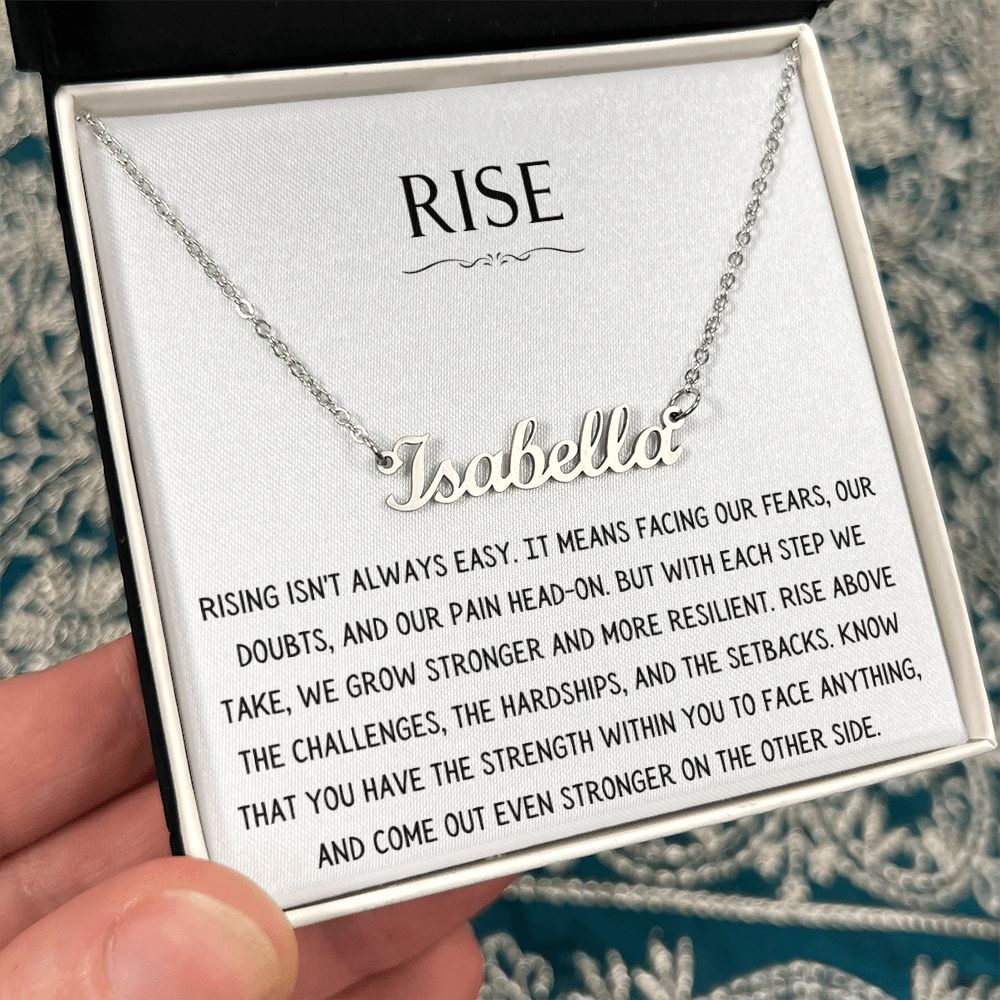 RISE
Isabella
RISING ISN'T ALWAYS EASY. IT MEANS FACING OUR FEARS, OUR
DOUBTS, AND OUR PAIN HEAD-ON. BUT WITH EACH STEP WE
TAKE, WE GROW STRONGER AND MORE RESILIENT. RISE ABOVE
THE CHALLENGES, THE HARDSHIPS, AND THE SETBACKS. KNOW
THAT YOU HAVE THE STRENGTH WITHIN YOU TO FACE ANYTHING,
AND COME OUT EVEN STRONGER ON THE OTHER SIDE.